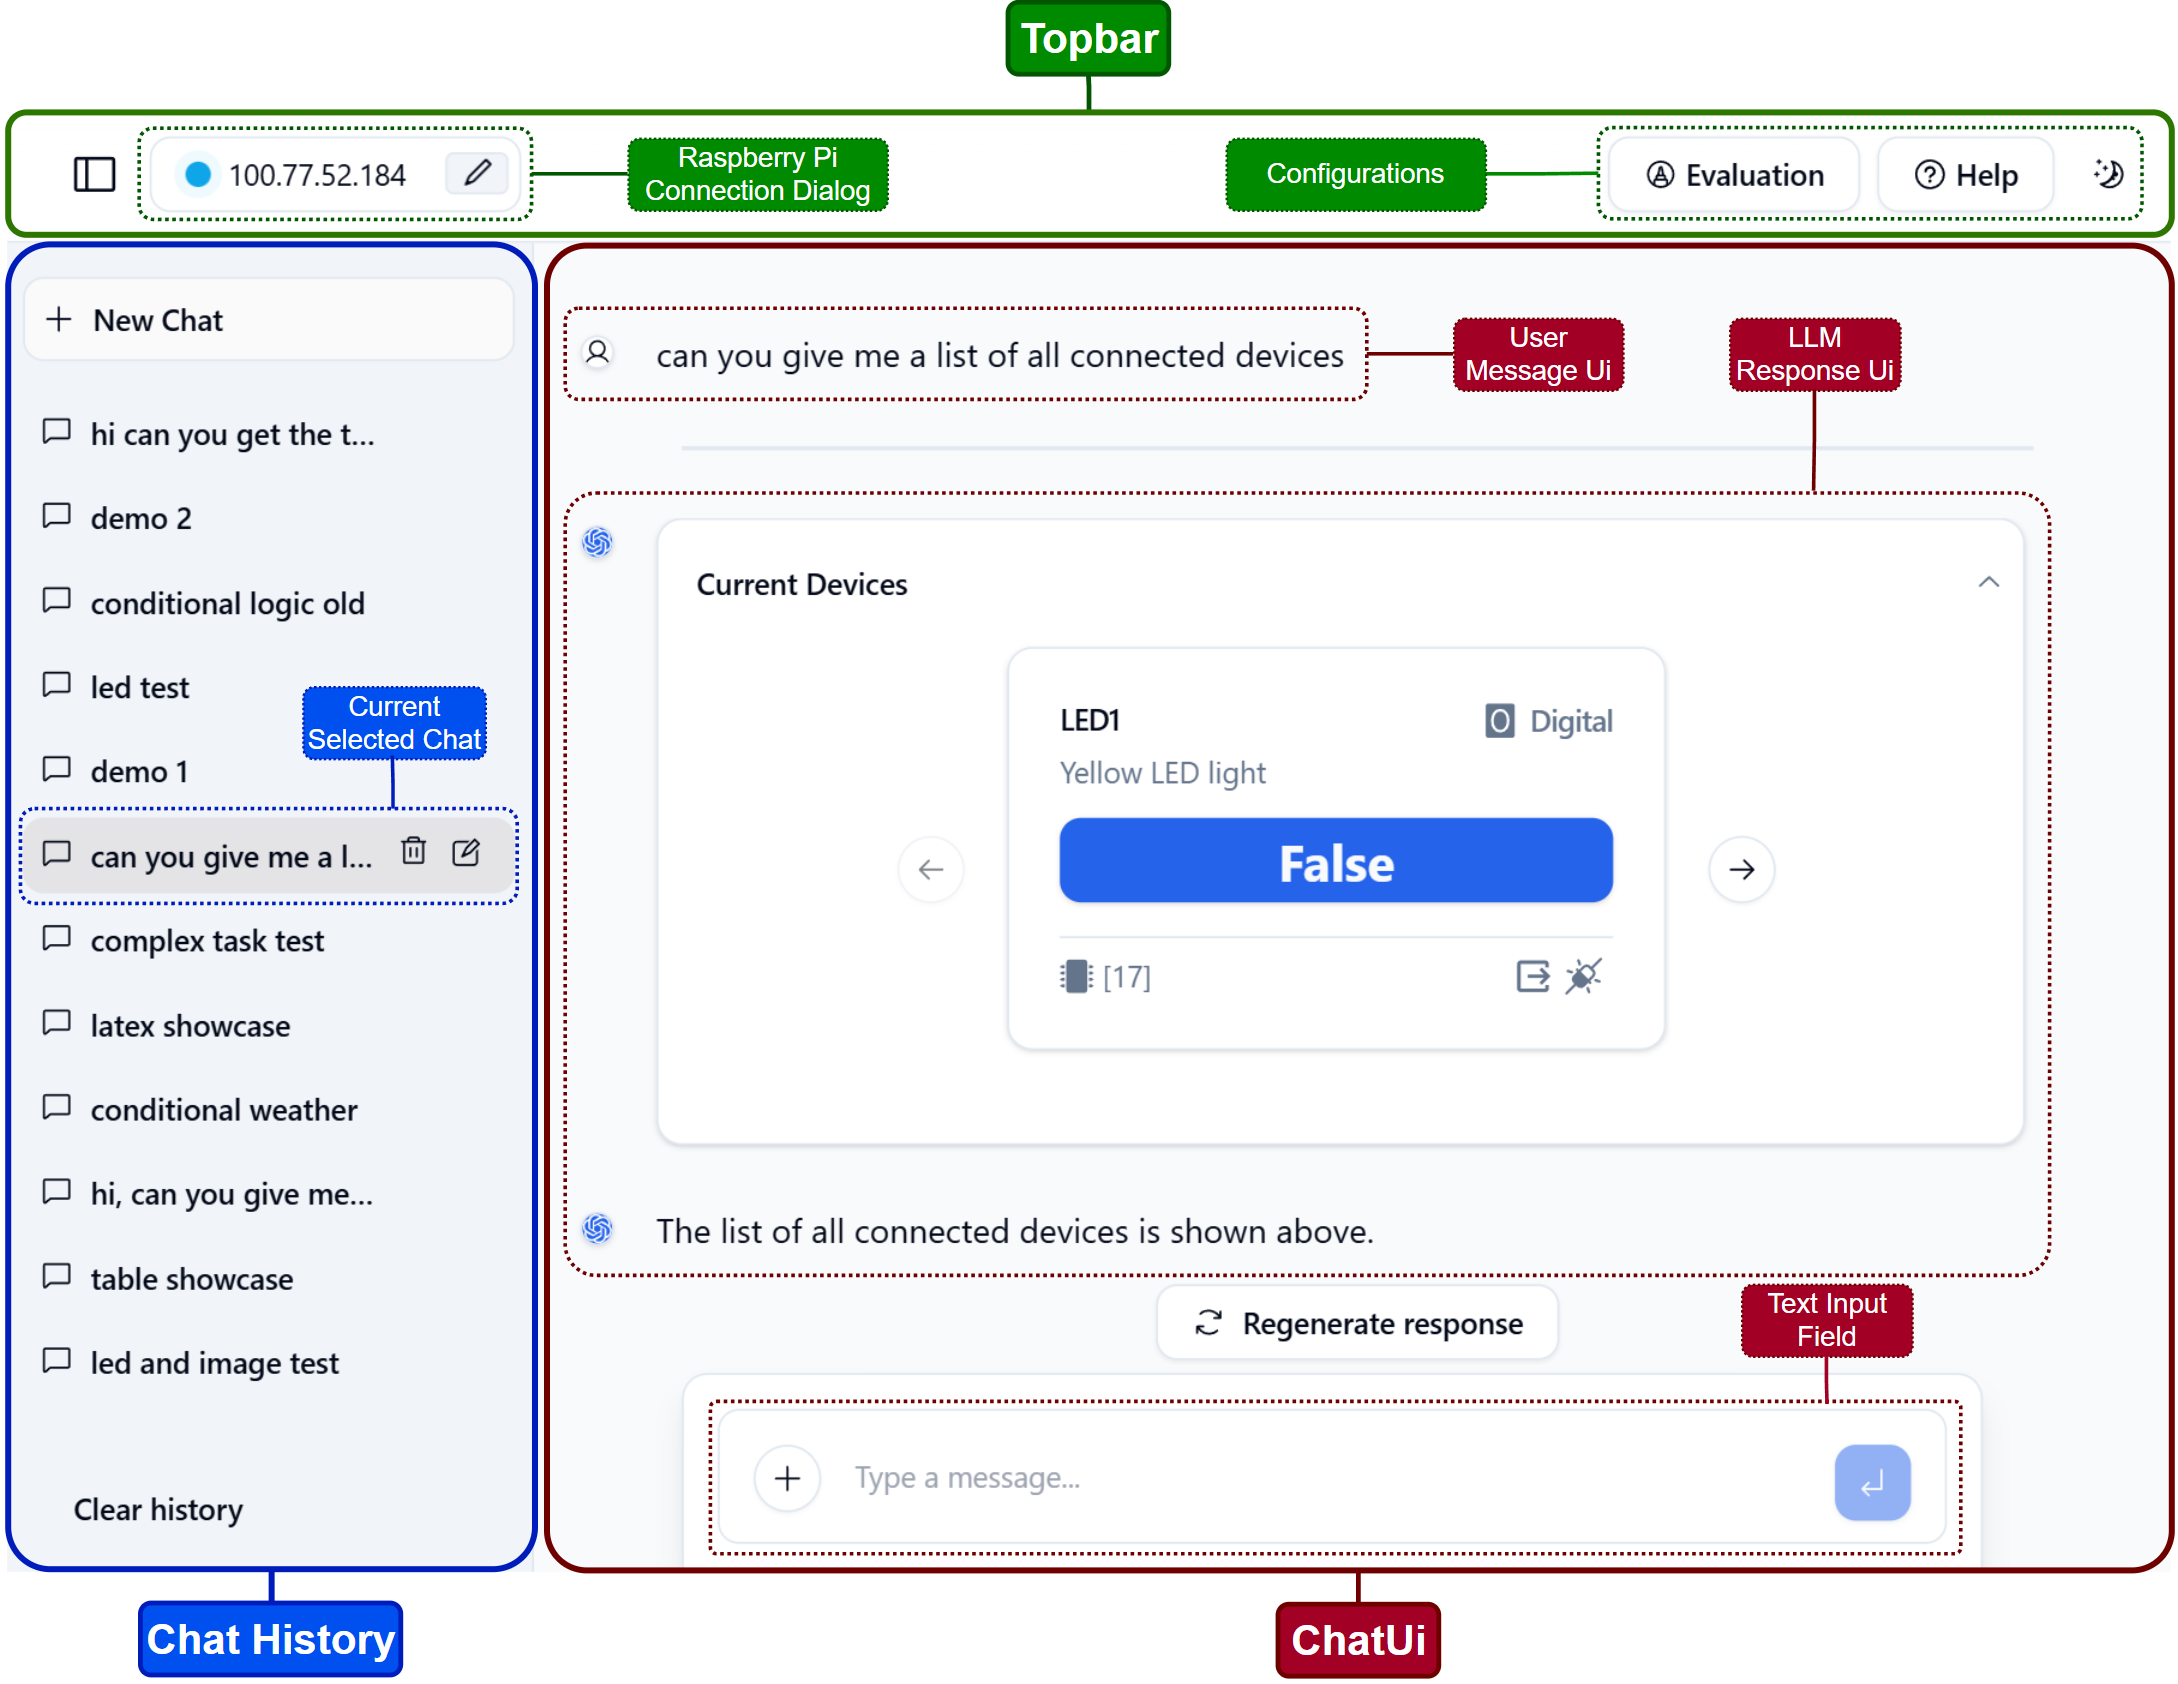 Topbar
100.77.52.184
Raspberry Pi
Connection Dialog
Configurations
Evaluation
Help
New Chat
hi can you get the t...
demo 2
conditional logic old
led test
Current
Selected Chat
demo 1
can you give me a l...
complex task test
latex showcase
conditional weather
hi, can you give me...
table showcase
led and image test
Clear history
Chat History
can you give me a list of all connected devices
User
Message Ui
LLM
Response Ui
Current Devices
LED1
Digital
Yellow LED light
False
[17]
The list of all connected devices is shown above.
Regenerate response
Text Input
Field
Type a message...
ChatUi